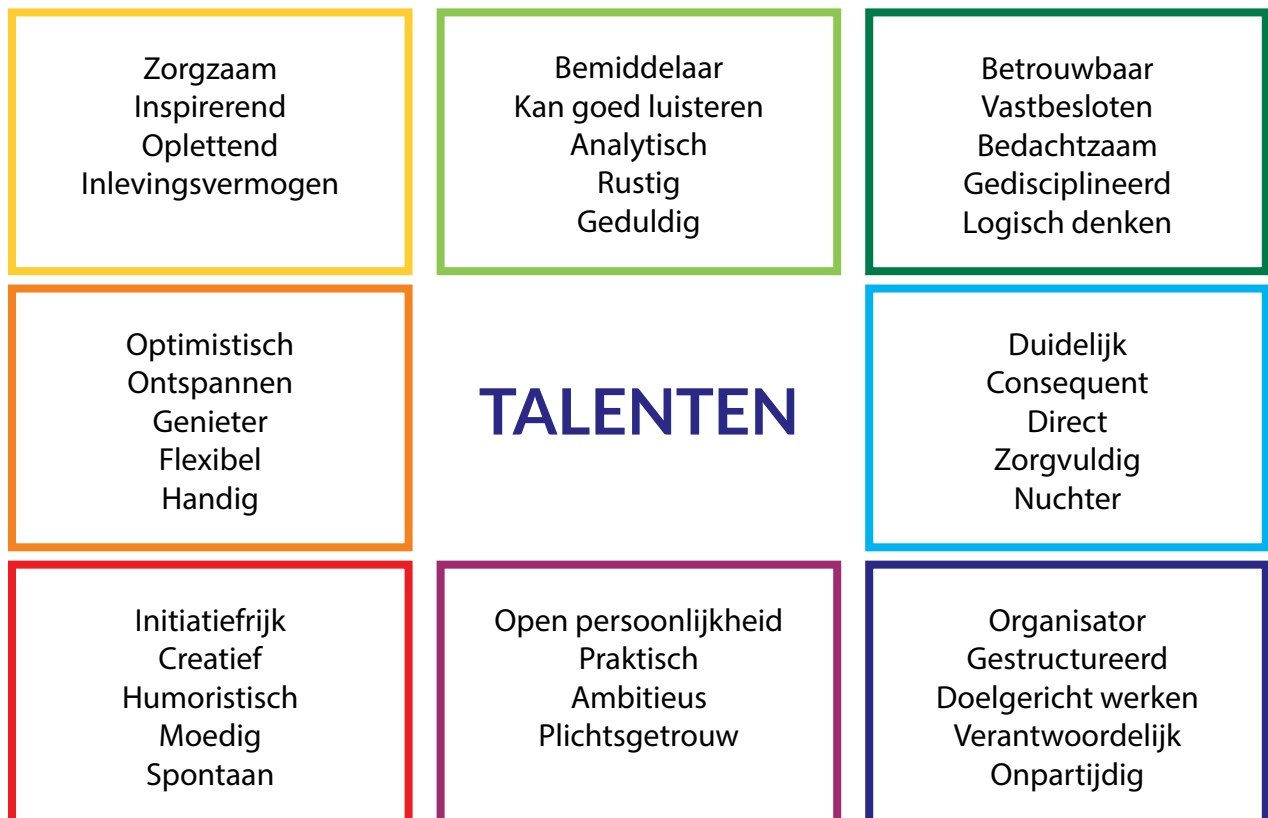 Zorgzaam
Inspirerend
Oplettend
Inlevingsvermogen
Bemiddelaar
Kan goed luisteren
Analytisch
Rustig
Geduldig
Betrouwbaar
Vastbesloten
Bedachtzaam
Gedisciplineerd
Logisch denken
Optimistisch
Ontspannen
Genieter
Flexibel
Handig
TALENTEN
Duidelijk
Consequent
Direct
Zorgvuldig
Nuchter
Initiatiefrijk
Creatief
Humoristisch
Moedig
Spontaan
Open persoonlijkheid
Praktisch
Ambitieus
Plichtsgetrouw
Organisator
Gestructureerd
Doelgericht werken
Verantwoordelijk
Onpartijdig